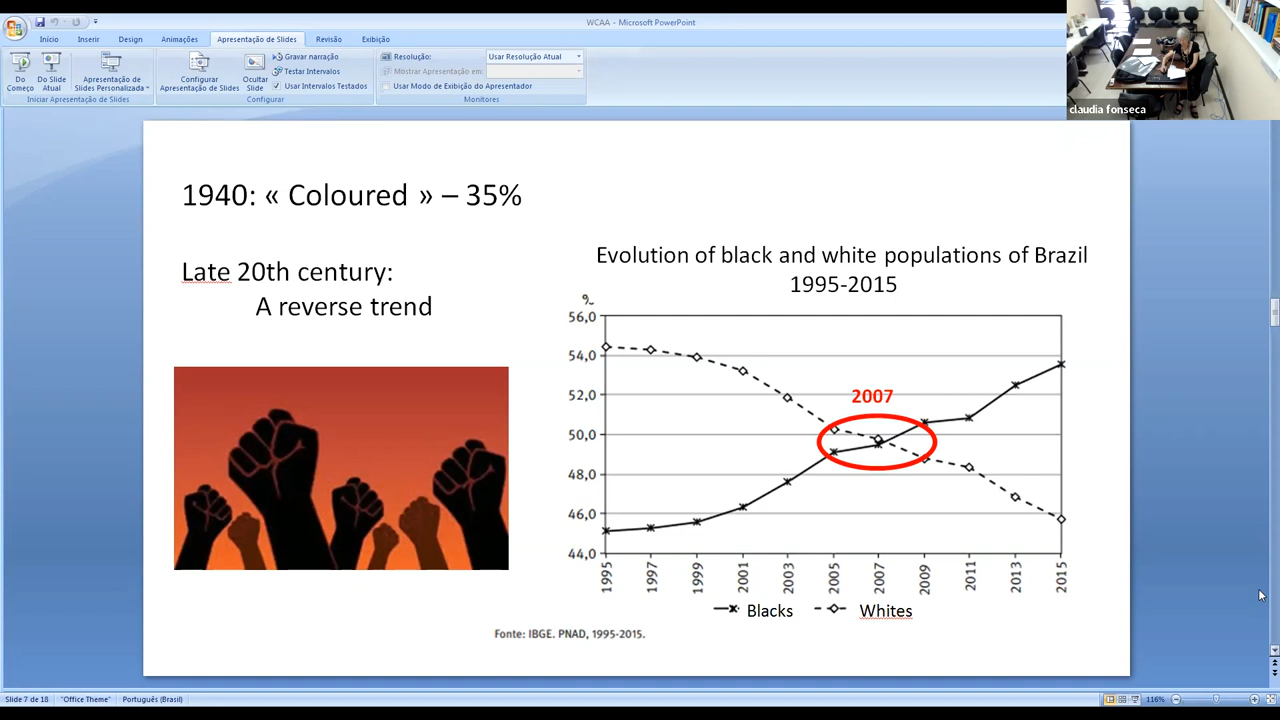 WCAA - Microsoft PowerPoint
Início Inserir Design Animações Apresentação de Slides Revisão Exibição
Do Começo
Do Slide Atual
Apresentação de Slides Personalizada
Iniciar Apresentação de Slides
Configurar Apresentação de Slides
Ocultar Slide
Gravar narração
Testar Intervalos
Usar Intervalos Testados
Configurar
Resolução: Usar Resolução Atual
Mostrar Apresentação em:
Usar Modo de Exibição do Apresentador
Monitores
claudia fonseca
1940: « Coloured » – 35%
Late 20th century:
A reverse trend
Evolution of black and white populations of Brazil
1995-2015
%
56,0
54,0
52,0
50,0
48,0
46,0
44,0
2007
1995 1997 1999 2001 2003 2005 2007 2009 2011 2013 2015
Blacks Whites
Fonte: IBGE. PNAD, 1995-2015.
Slide 7 de 18 "Office Theme" Português (Brasil) 116%